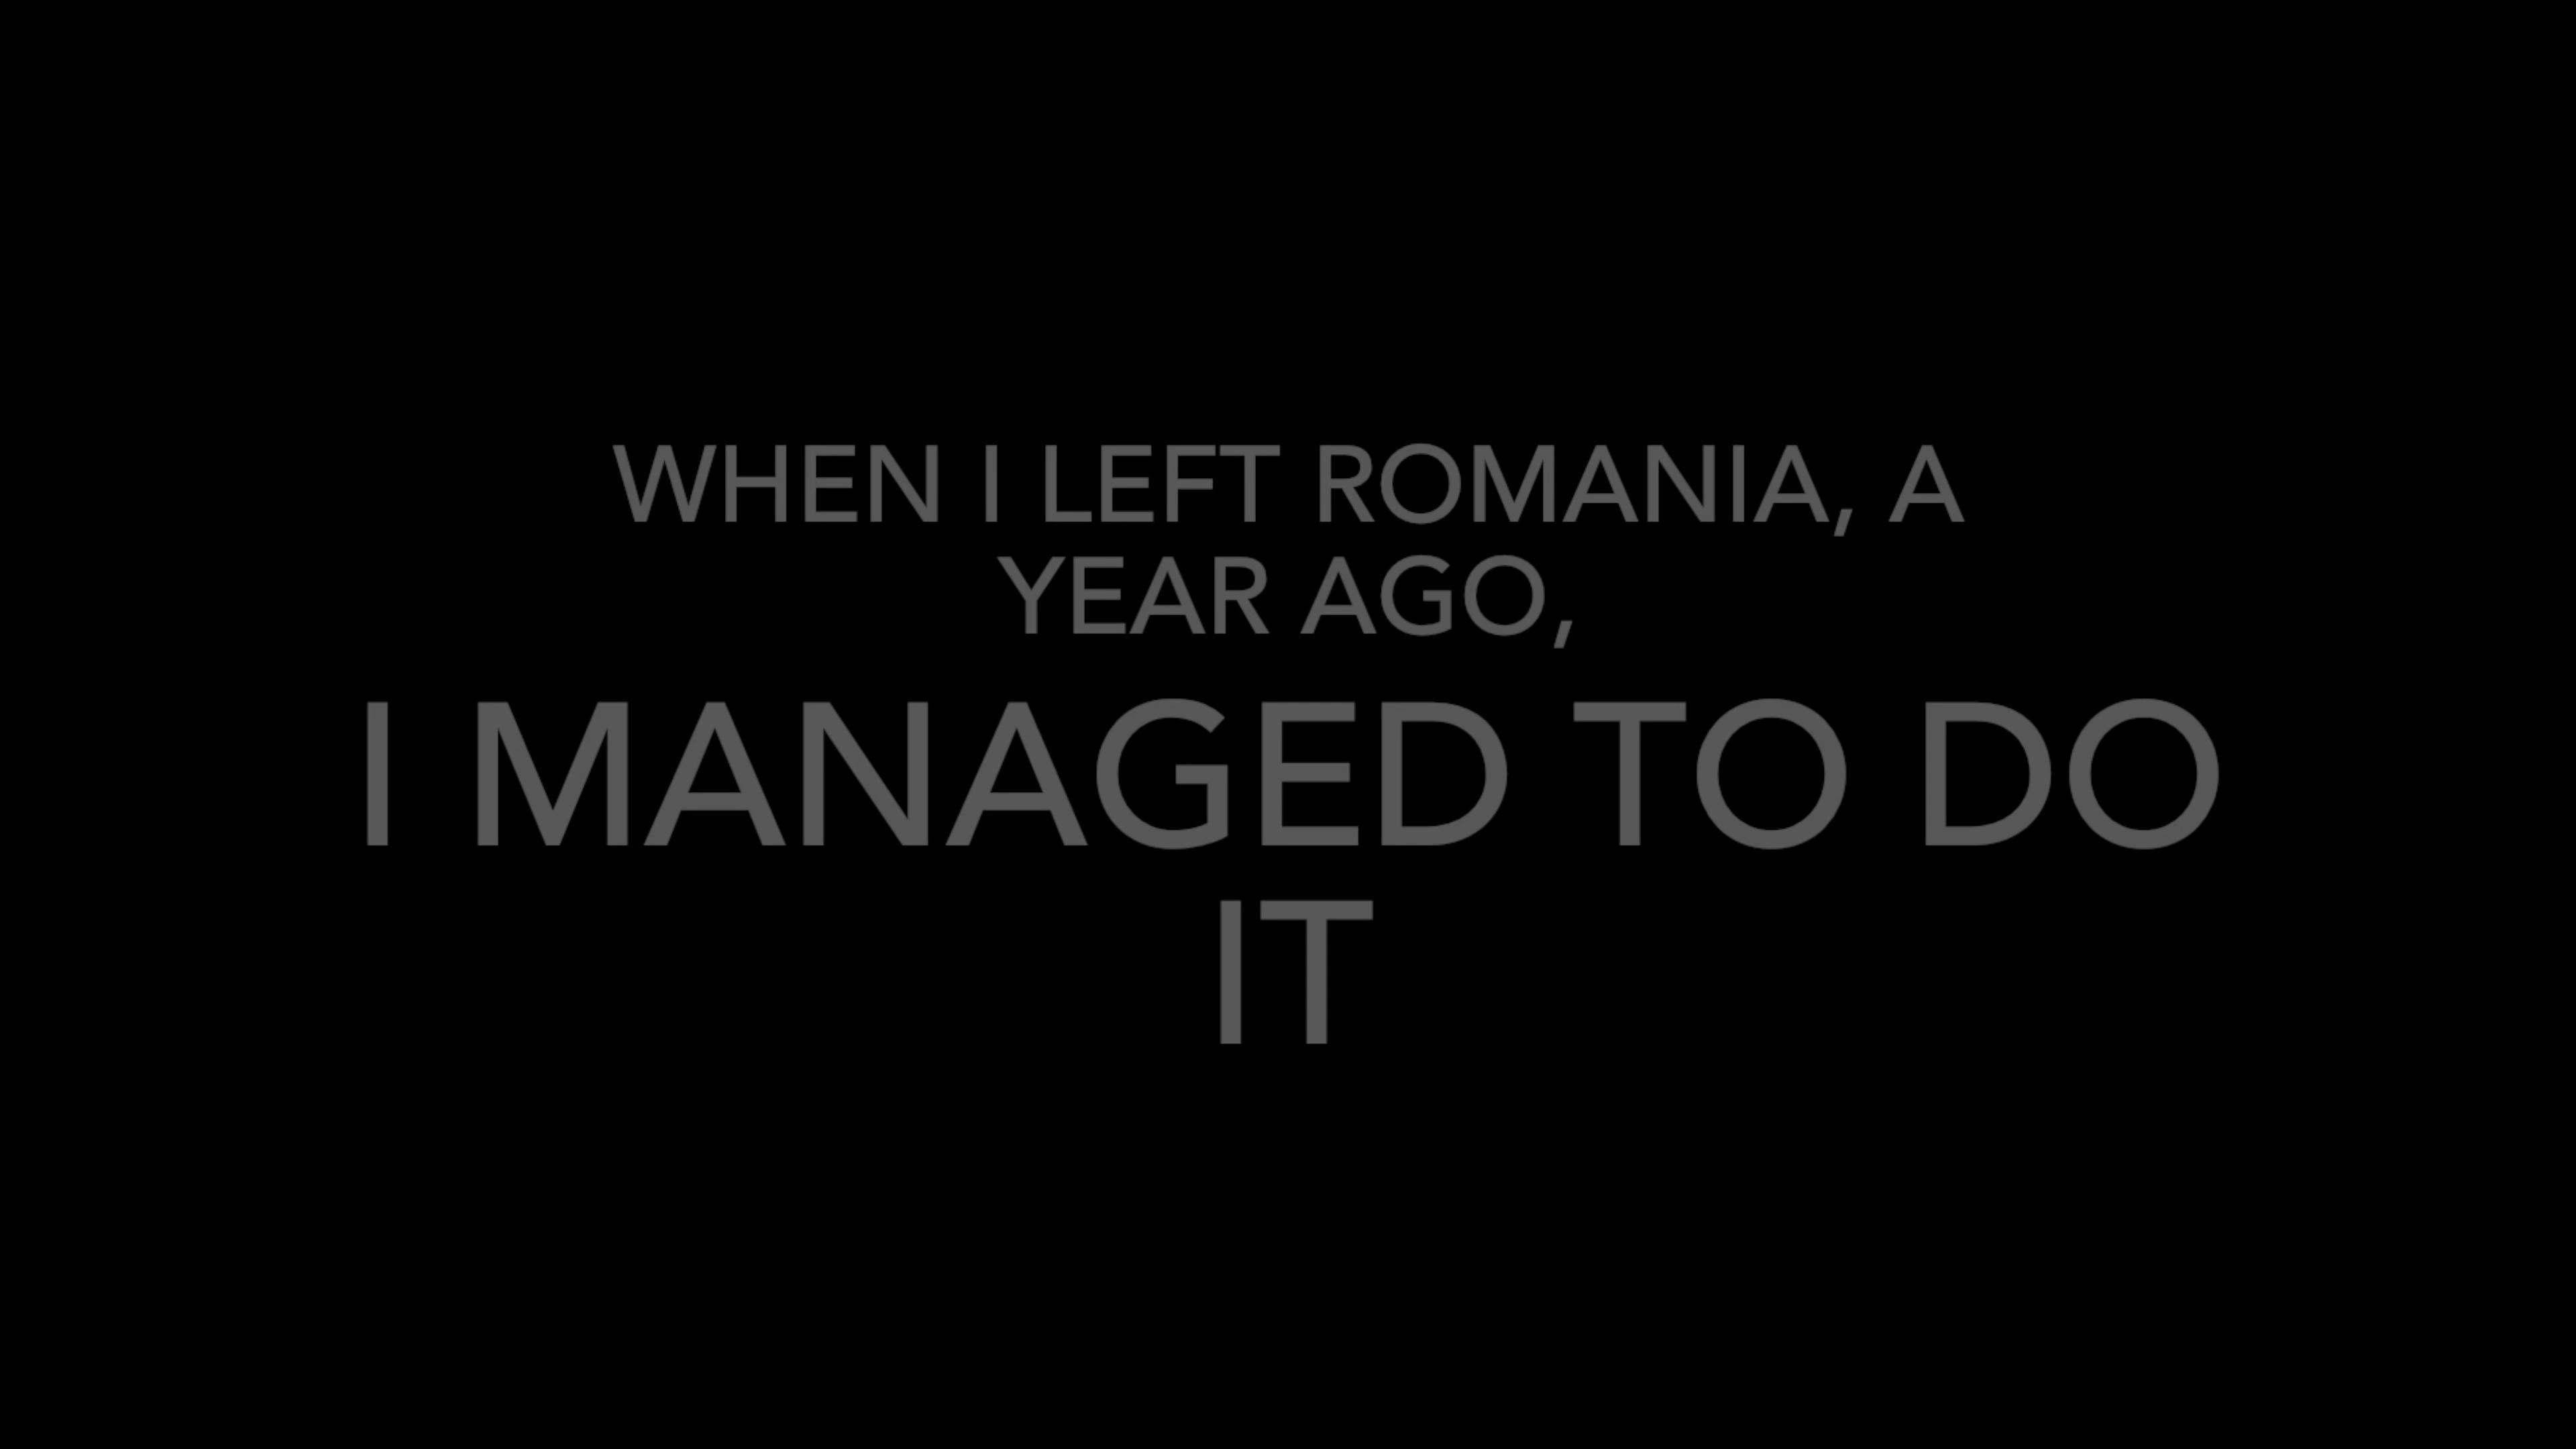 WHEN I LEFT ROMANIA, A
YEAR AGO,
I MANAGED TO DO
IT